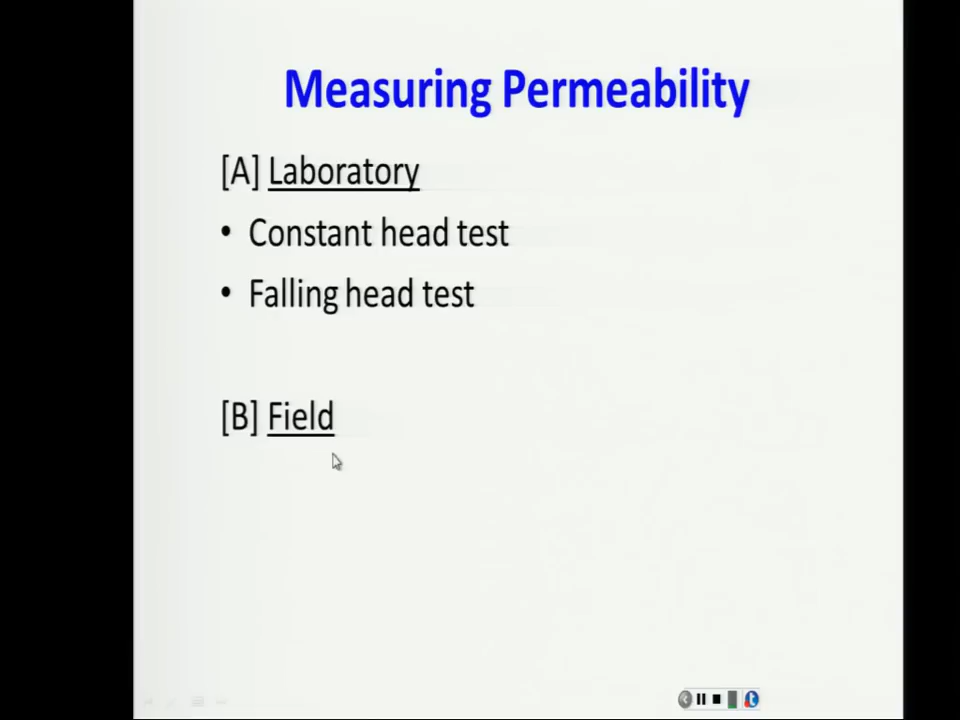 Measuring Permeability
[A] Laboratory
• Constant head test
• Falling head test
[B] Field